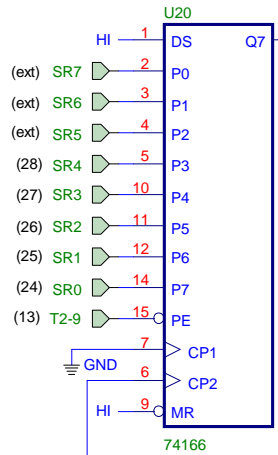 U20
HI 1 DS Q7
(ext) SR7 2 P0
(ext) SR6 3 P1
(ext) SR5 4 P2
(28) SR4 5 P3
(27) SR3 10 P4
(26) SR2 11 P5
(25) SR1 12 P6
(24) SR0 14 P7
(13) T2-9 15 PE
7 CP1
GND
6 CP2
HI 9 MR
74166